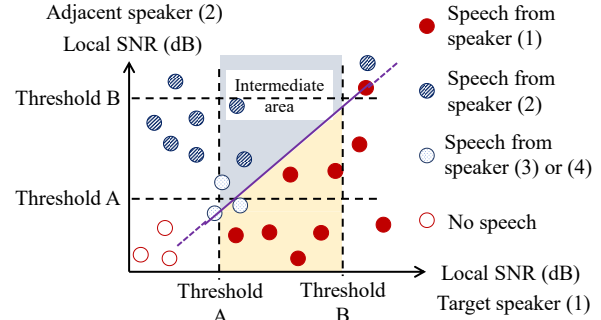 Adjacent speaker (2)
Local SNR (dB)
Threshold B
Threshold A
Intermediate
area
Threshold
A
Threshold
B
Local SNR (dB)
Target speaker (1)
Speech from
speaker (1)
Speech from
speaker (2)
Speech from
speaker (3) or (4)
No speech